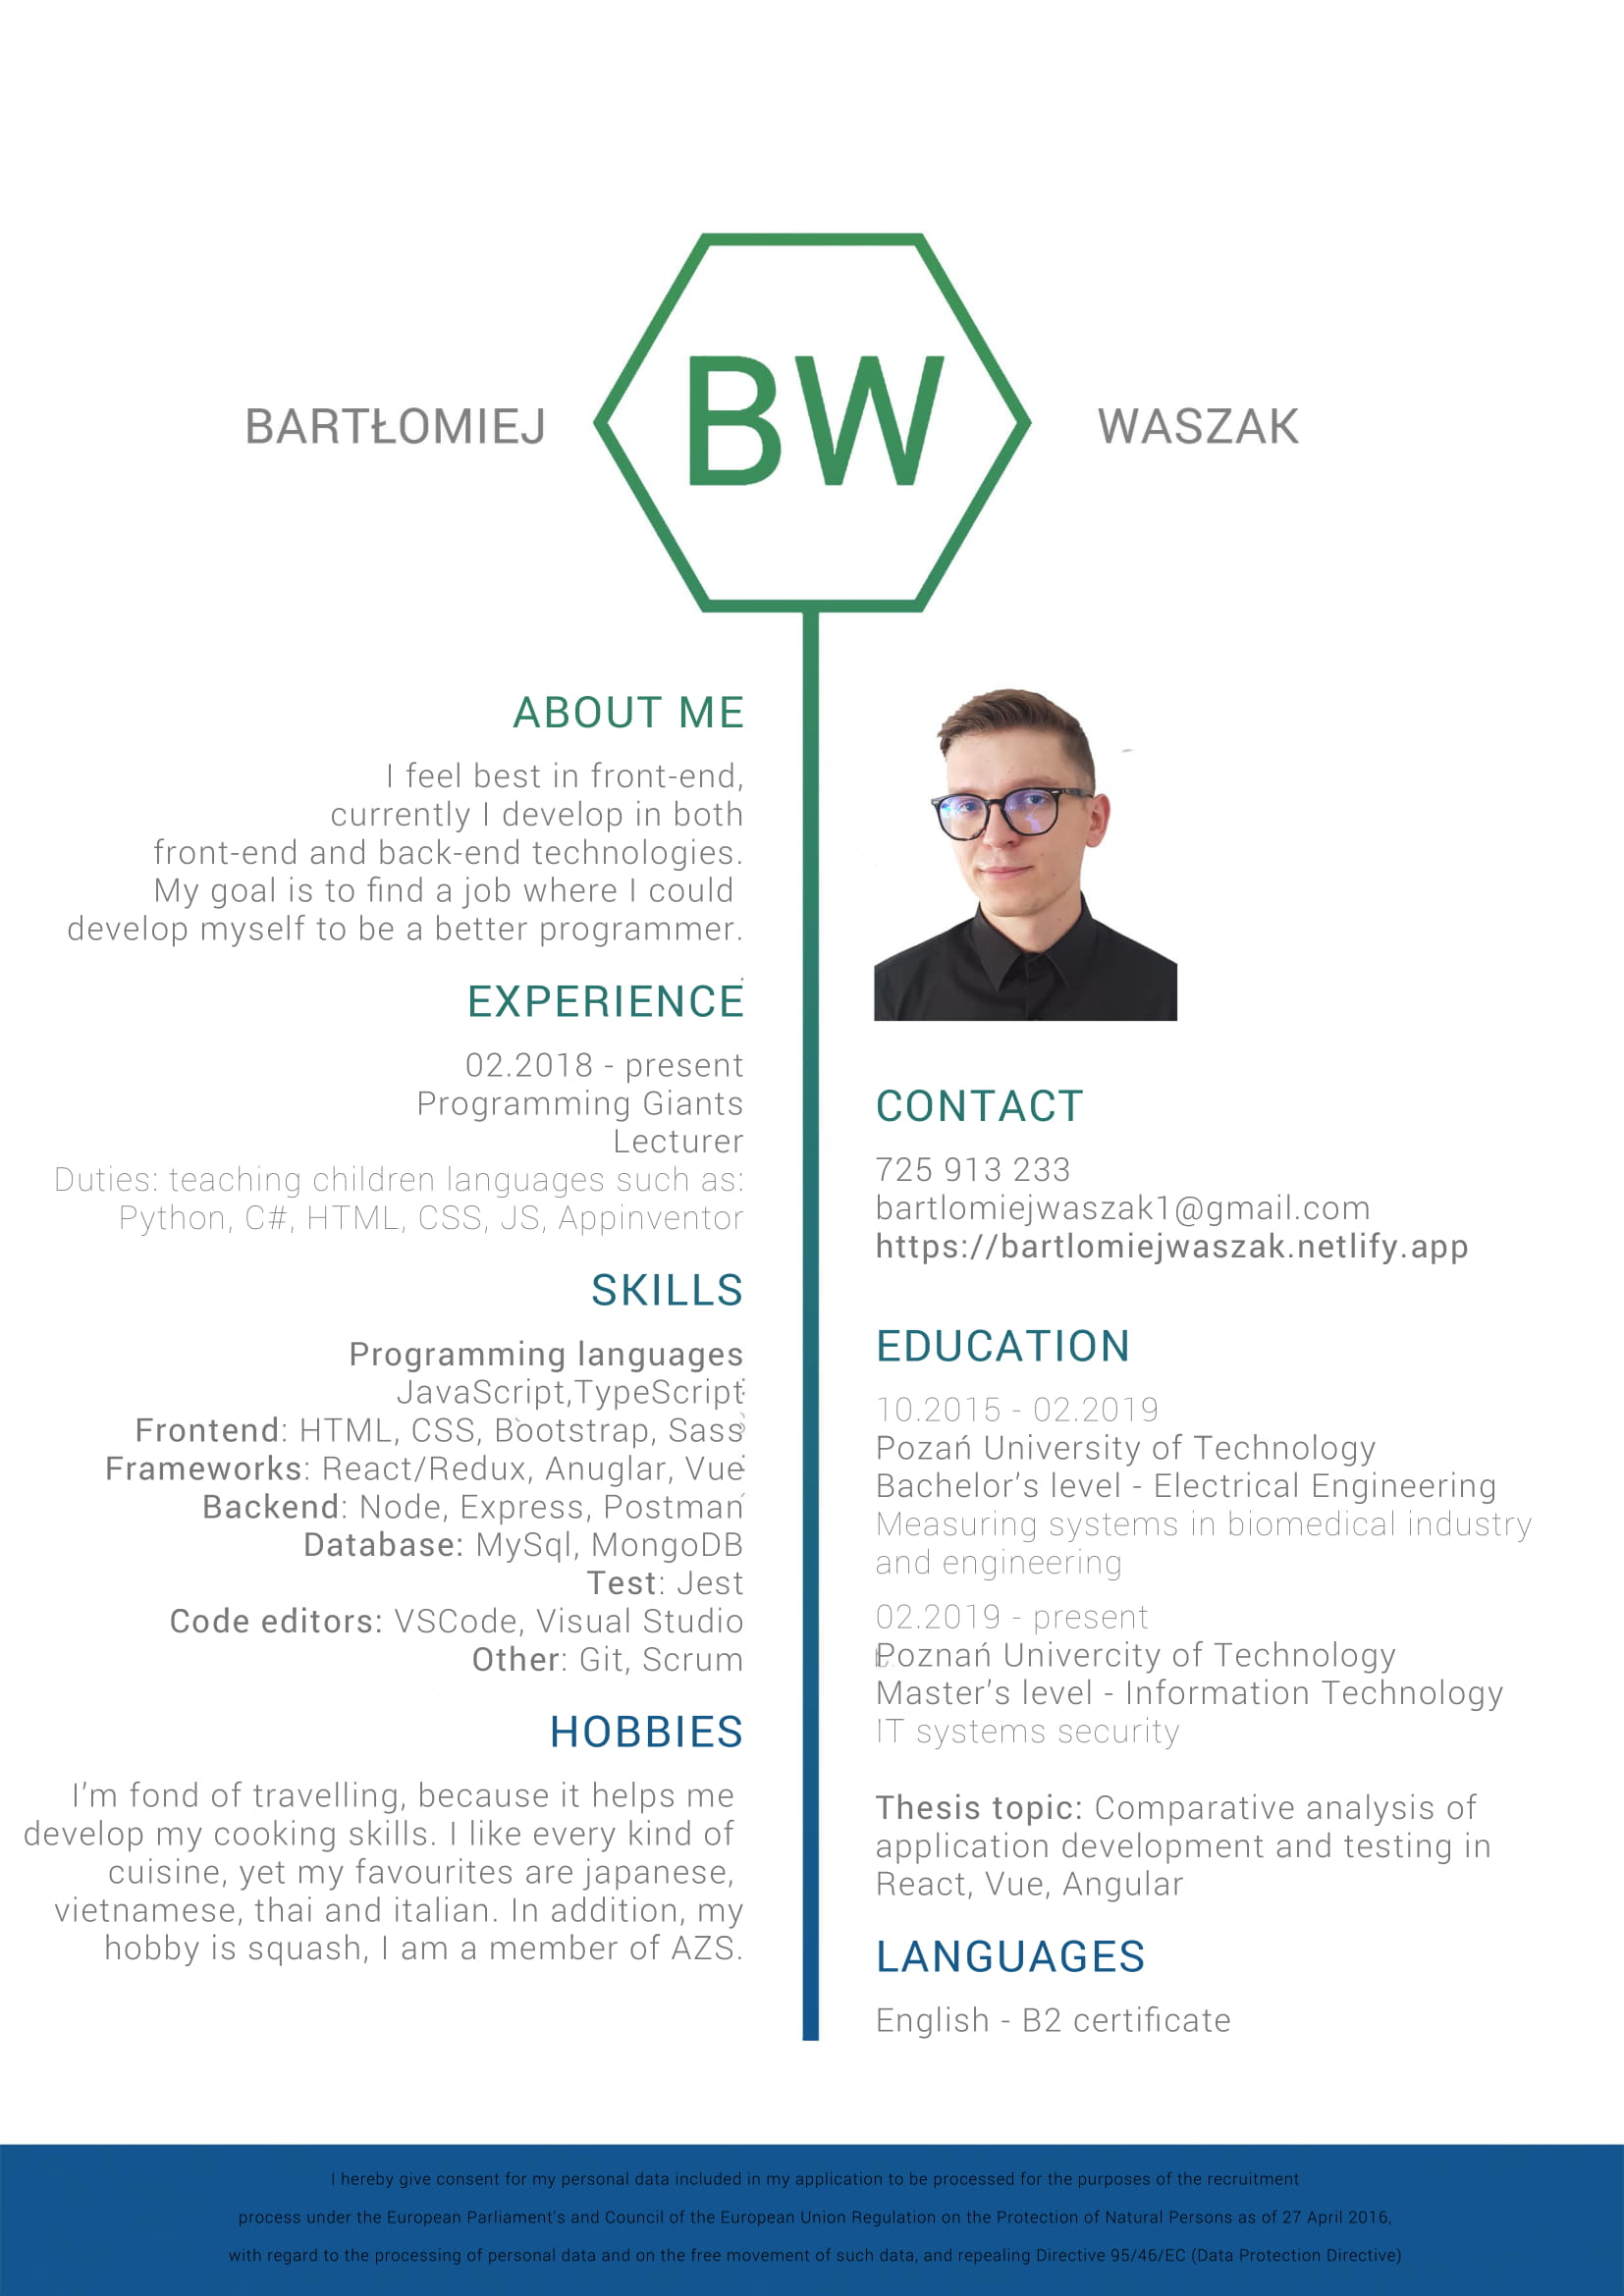 BARTŁOMIEJ
BW
WASZAK
ABOUT ME
I feel best in front-end,
currently I develop in both
front-end and back-end technologies.
My goal is to find a job where I could
develop myself to be a better programmer.
EXPERIENCE
02.2018 - present
Programming Giants
Lecturer
Duties: teaching children languages such as:
Python, C#, HTML, CSS, JS, Appinventor
SKILLS
Programming languages
JavaScript,TypeScript
Frontend: HTML, CSS, Bootstrap, Sass
Frameworks: React/Redux, Anuglar, Vue
Backend: Node, Express, Postman
Database: MySql, MongoDB
Test: Jest
Code editors: VSCode, Visual Studio
Other: Git, Scrum
HOBBIES
I'm fond of travelling, because it helps me
develop my cooking skills. I like every kind of
cuisine, yet my favourites are japanese,
vietnamese, thai and italian. In addition, my
hobby is squash, I am a member of AZS.
CONTACT
725 913 233
bartlomiejwaszak1@gmail.com
https://bartlomiejwaszak.netlify.app
EDUCATION
10.2015 - 02.2019
Pozań University of Technology
Bachelor's level - Electrical Engineering
Measuring systems in biomedical industry
and engineering
02.2019 - present
Poznań Univercity of Technology
Master's level - Information Technology
IT systems security
Thesis topic: Comparative analysis of
application development and testing in
React, Vue, Angular
LANGUAGES
English - B2 certificate
I hereby give consent for my personal data included in my application to be processed for the purposes of the recruitment
process under the European Parliament's and Council of the European Union Regulation on the Protection of Natural Persons as of 27 April 2016,
with regard to the processing of personal data and on the free movement of such data, and repealing Directive 95/46/EC (Data Protection Directive)